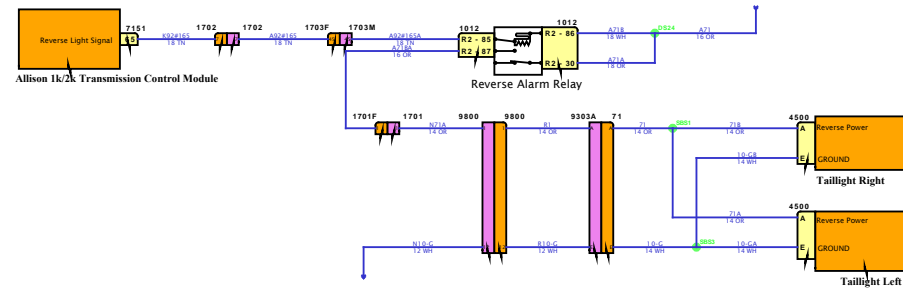 Reverse Light Signal
7151
65
K92#165
18 TN
1702
1702
A92#165
18 TN
1703F
1703M
A92#165A
18 TN
A71BA
16 OR
1012
1012
R2 - 85
R2 - 87
R2 - 86
R2 - 30
A71B
18 WH
A71A
18 OR
A71
16 OR
Reverse Alarm Relay
Allison 1k/2k Transmission Control Module
1701F
1701
N71A
14 OR
9800
9800
R1
14 OR
9303A
71
71
14 OR
SBS1
71B
14 OR
4500
A
Reverse Power
10-GB
14 WH
E
GROUND
Taillight Right
4500
71A
14 OR
A
Reverse Power
N10-G
12 WH
R10-G
12 WH
10-G
14 WH
SBS3
10-GA
14 WH
E
GROUND
Taillight Left